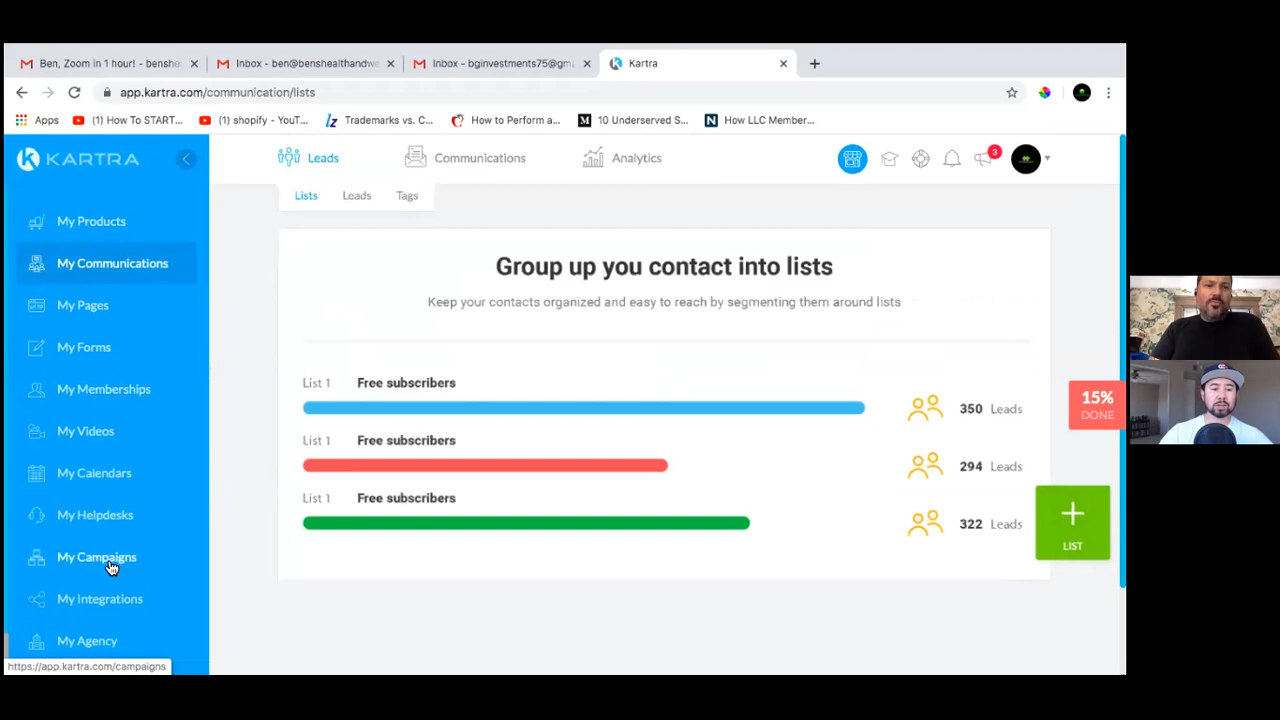 Ben, Zoom in 1 hour! - benshe
Inbox - ben@benshealthandwe
Inbox - bginvestments75@gma
Kartra
app.kartra.com/communication/lists
Apps
(1) How To START...
(1) shopify - YouT...
Trademarks vs. C...
How to Perform a...
10 Underserved S...
How LLC Member...
KARTRA
Leads
Communications
Analytics
3
Lists
Leads
Tags
My Products
My Communications
My Pages
My Forms
My Memberships
My Videos
My Calendars
My Helpdesks
My Campaigns
My Integrations
My Agency
Group up you contact into lists
Keep your contacts organized and easy to reach by segmenting them around lists
List 1 Free subscribers
350 Leads
List 1 Free subscribers
294 Leads
List 1 Free subscribers
322 Leads
15%
DONE
+
LIST
https://app.kartra.com/campaigns